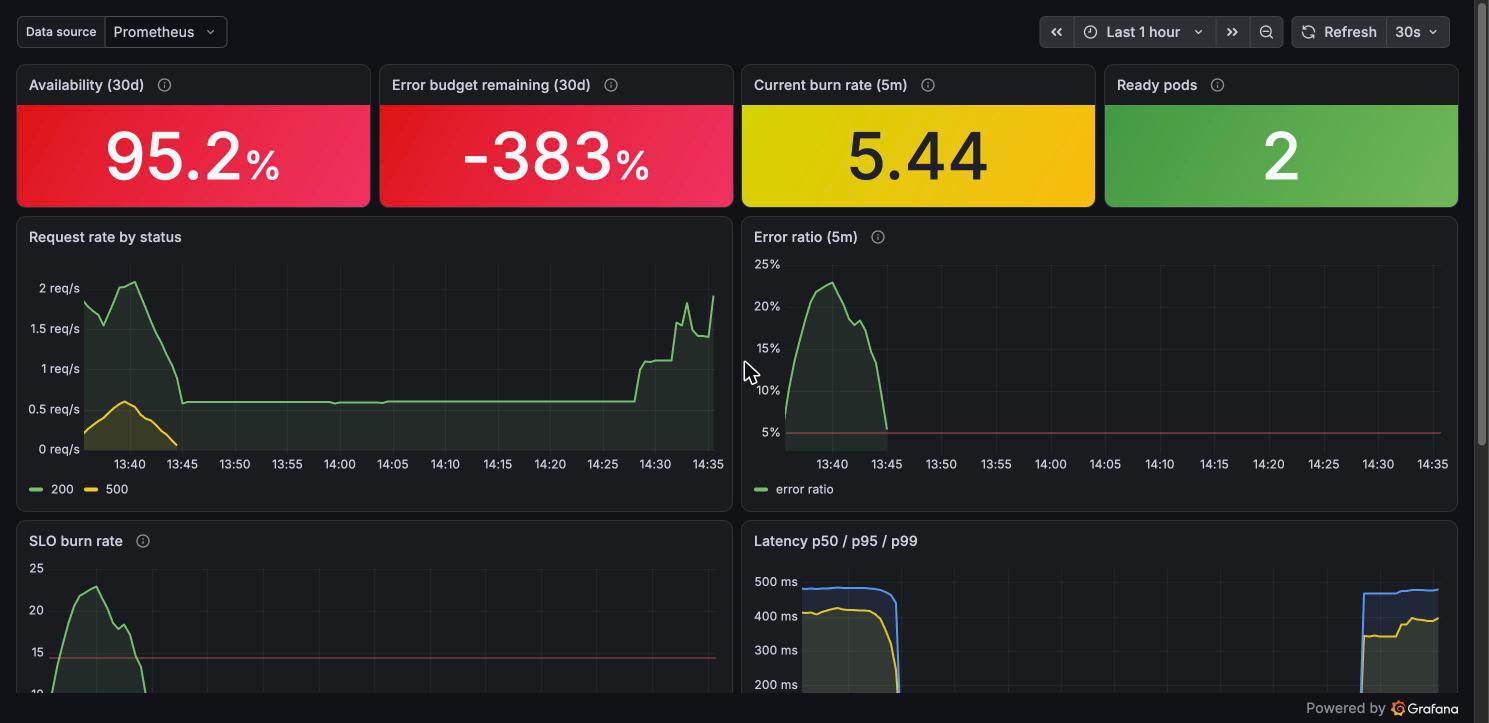 Data source Prometheus Last 1 hour Refresh 30s
Availability (30d) Error budget remaining (30d) Current burn rate (5m) Ready pods
95.2% -383% 5.44 2
Request rate by status
2 req/s
1.5 req/s
1 req/s
0.5 req/s
0 req/s
13:40 13:45 13:50 13:55 14:00 14:05 14:10 14:15 14:20 14:25 14:30 14:35
200 500
Error ratio (5m)
25%
20%
15%
10%
5%
13:40 13:45 13:50 13:55 14:00 14:05 14:10 14:15 14:20 14:25 14:30 14:35
error ratio
SLO burn rate
25
20
15
10
Latency p50 / p95 / p99
500 ms
400 ms
300 ms
200 ms
Powered by Grafana